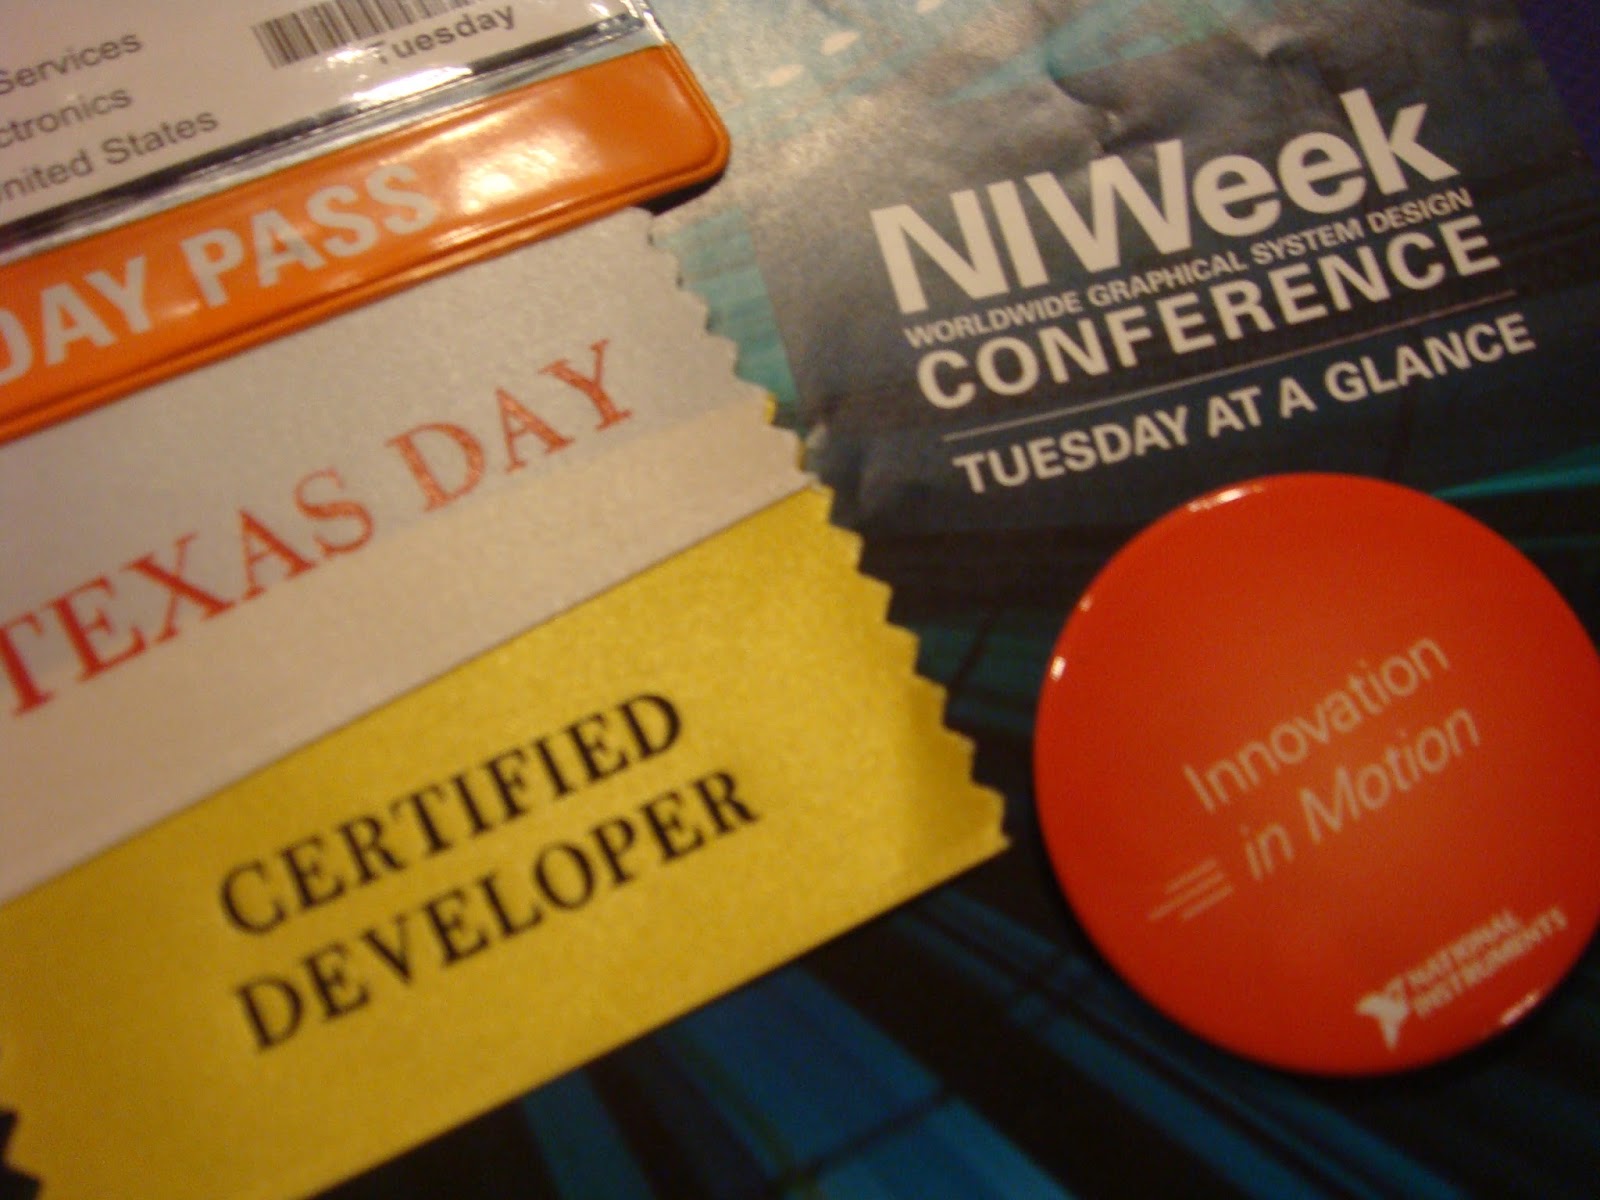 Services
Tuesday
ctronics
United States
DAY PASS
TEXAS DAY
CERTIFIED
DEVELOPER
NIWeek
WORLDWIDE GRAPHICAL SYSTEM DESIGN
CONFERENCE
TUESDAY AT A GLANCE
Innovation
in Motion
NATIONAL
INSTRUMENTS